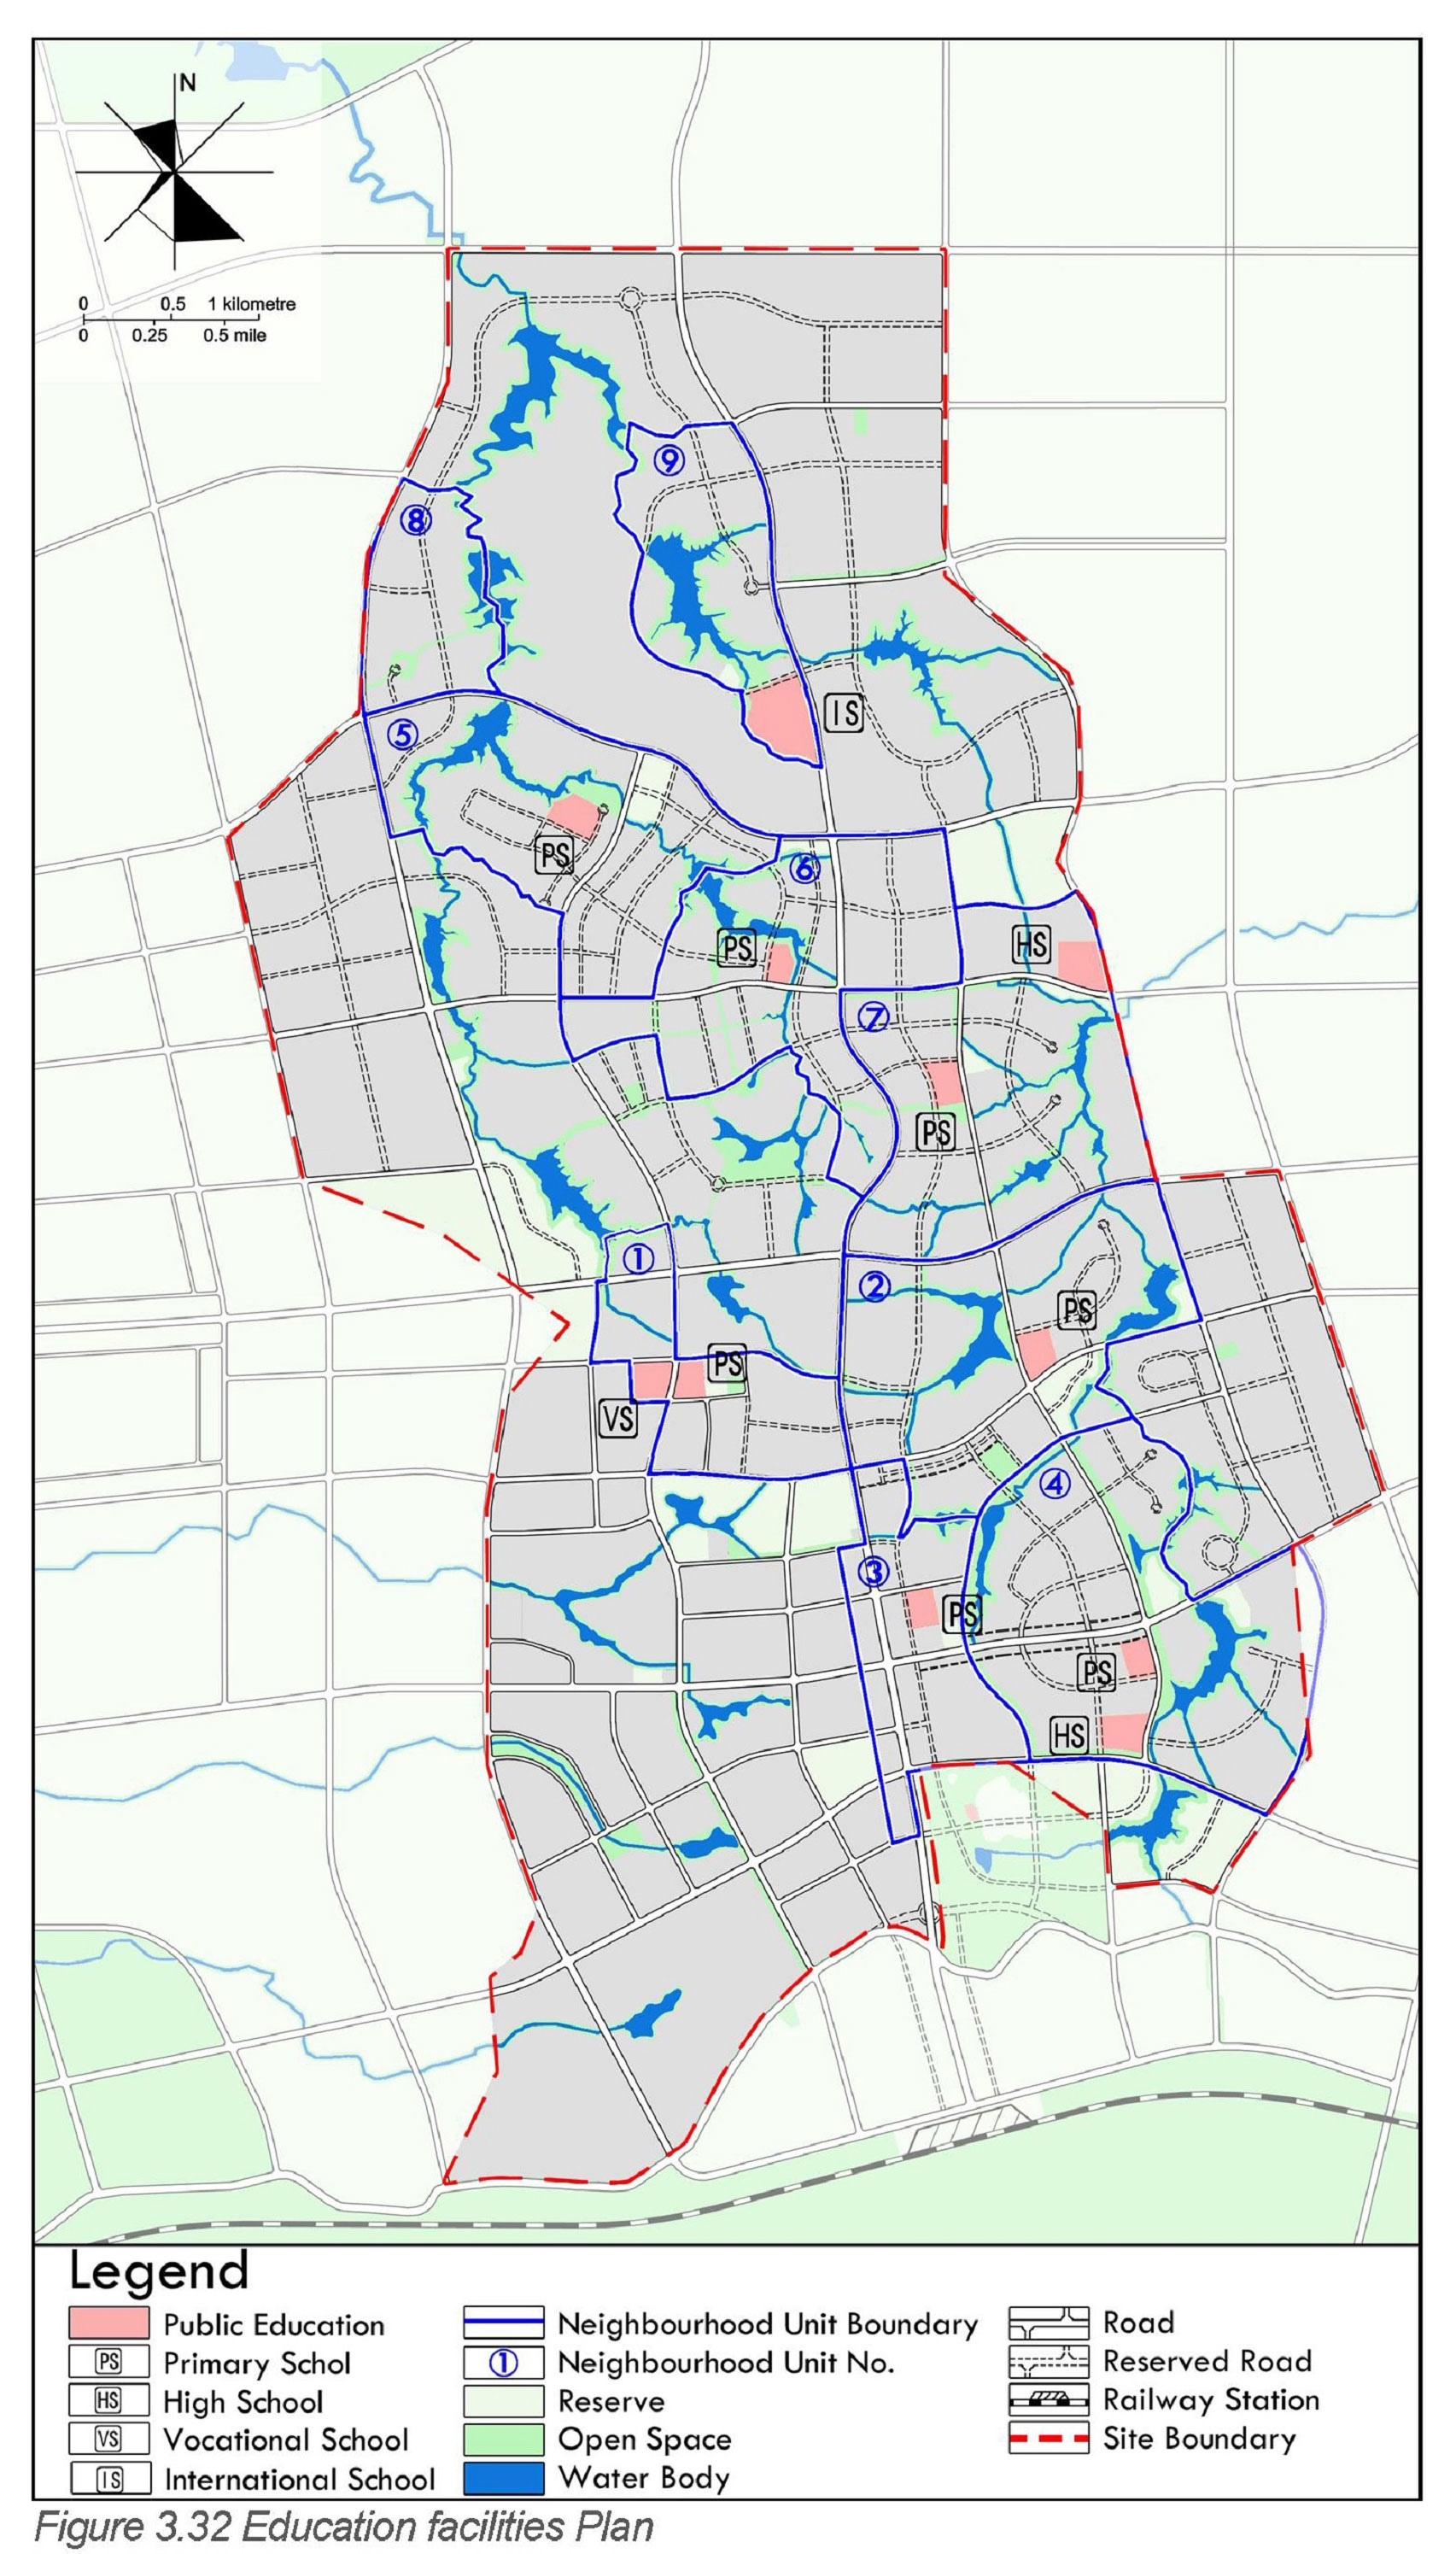 N
0 0.5 1 kilometre
0 0.25 0.5 mile
9
8
IS
5
PS
6
PS
HS
7
PS
1
2
PS
PS
VS
4
3
PS
PS
HS
Legend
Public Education
PS Primary Schol
HS High School
VS Vocational School
IS International School
Neighbourhood Unit Boundary
1 Neighbourhood Unit No.
Reserve
Open Space
Water Body
Road
Reserved Road
Railway Station
Site Boundary
Figure 3.32 Education facilities Plan